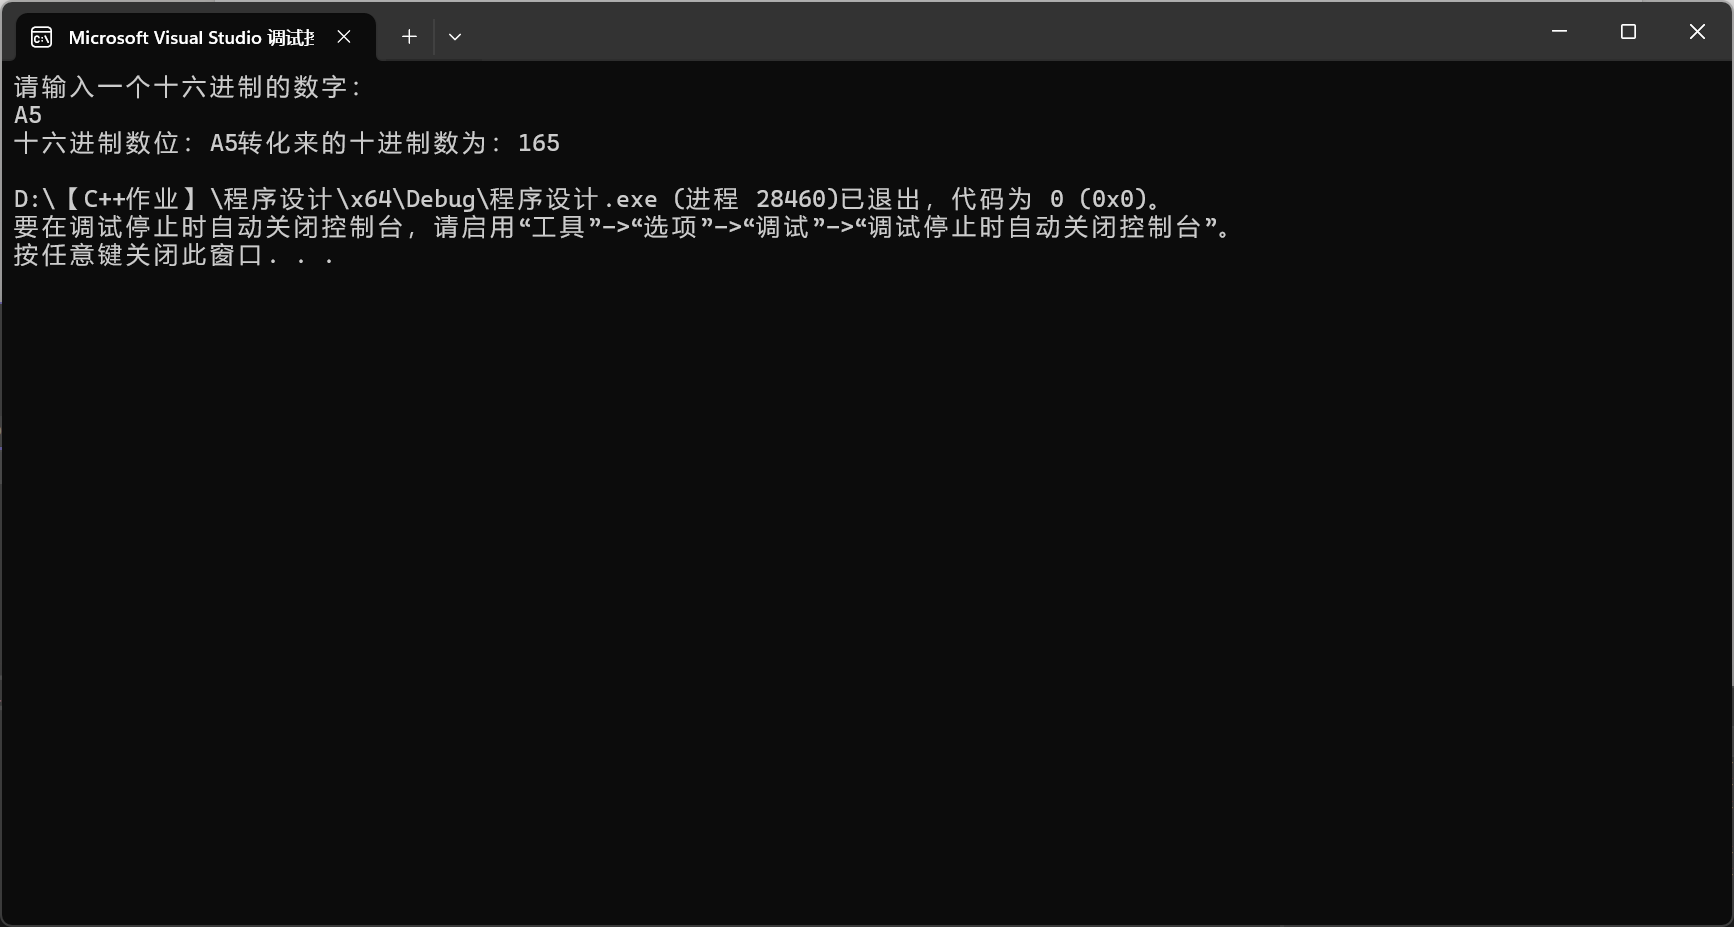 Microsoft Visual Studio 调试
请输入一个十六进制的数字：
A5
十六进制数位：A5转化来的十进制数为：165
D:\【C++作业】\程序设计\x64\Debug\程序设计.exe (进程 28460)已退出，代码为 0 (0x0)。
要在调试停止时自动关闭控制台，请启用“工具”->“选项”->“调试”->“调试停止时自动关闭控制台”。
按任意键关闭此窗口. . .